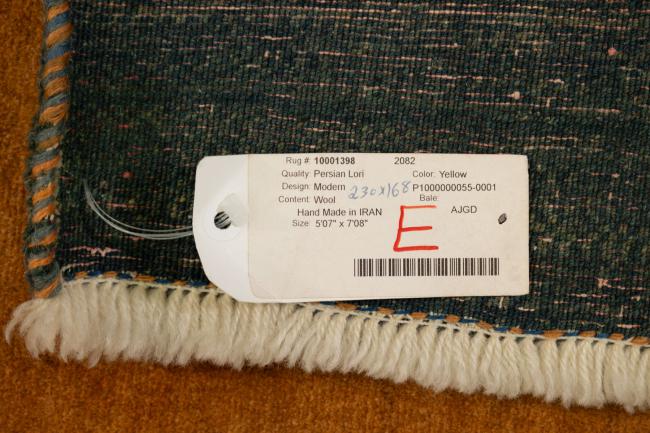 Rug #: 10001398 2082
Quality: Persian Lori Color: Yellow
Design: Modern 230x168 P1000000055-0001
Content: Wool Bale:
Hand Made in IRAN E AJGD
Size: 5'07" x 7'08"